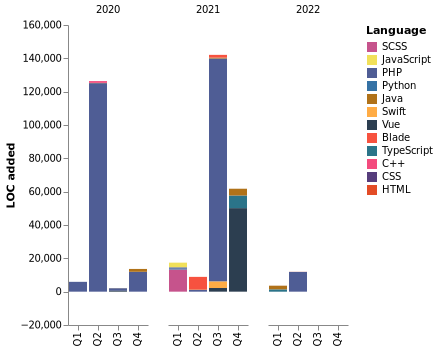 2020 2021 2022
160,000
140,000
120,000
100,000
80,000
60,000
40,000
20,000
0
−20,000
LOC added
Q1 Q2 Q3 Q4 Q1 Q2 Q3 Q4 Q1 Q2 Q3 Q4
Language
SCSS
JavaScript
PHP
Python
Java
Swift
Vue
Blade
TypeScript
C++
CSS
HTML